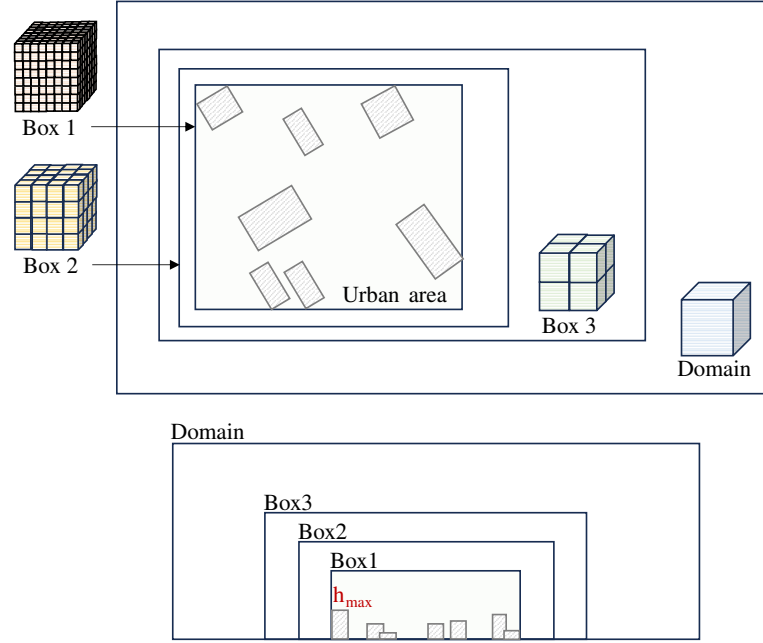 Box 1
Box 2
Urban area
Box 3
Domain
Domain
Box3
Box2
Box1
hmax